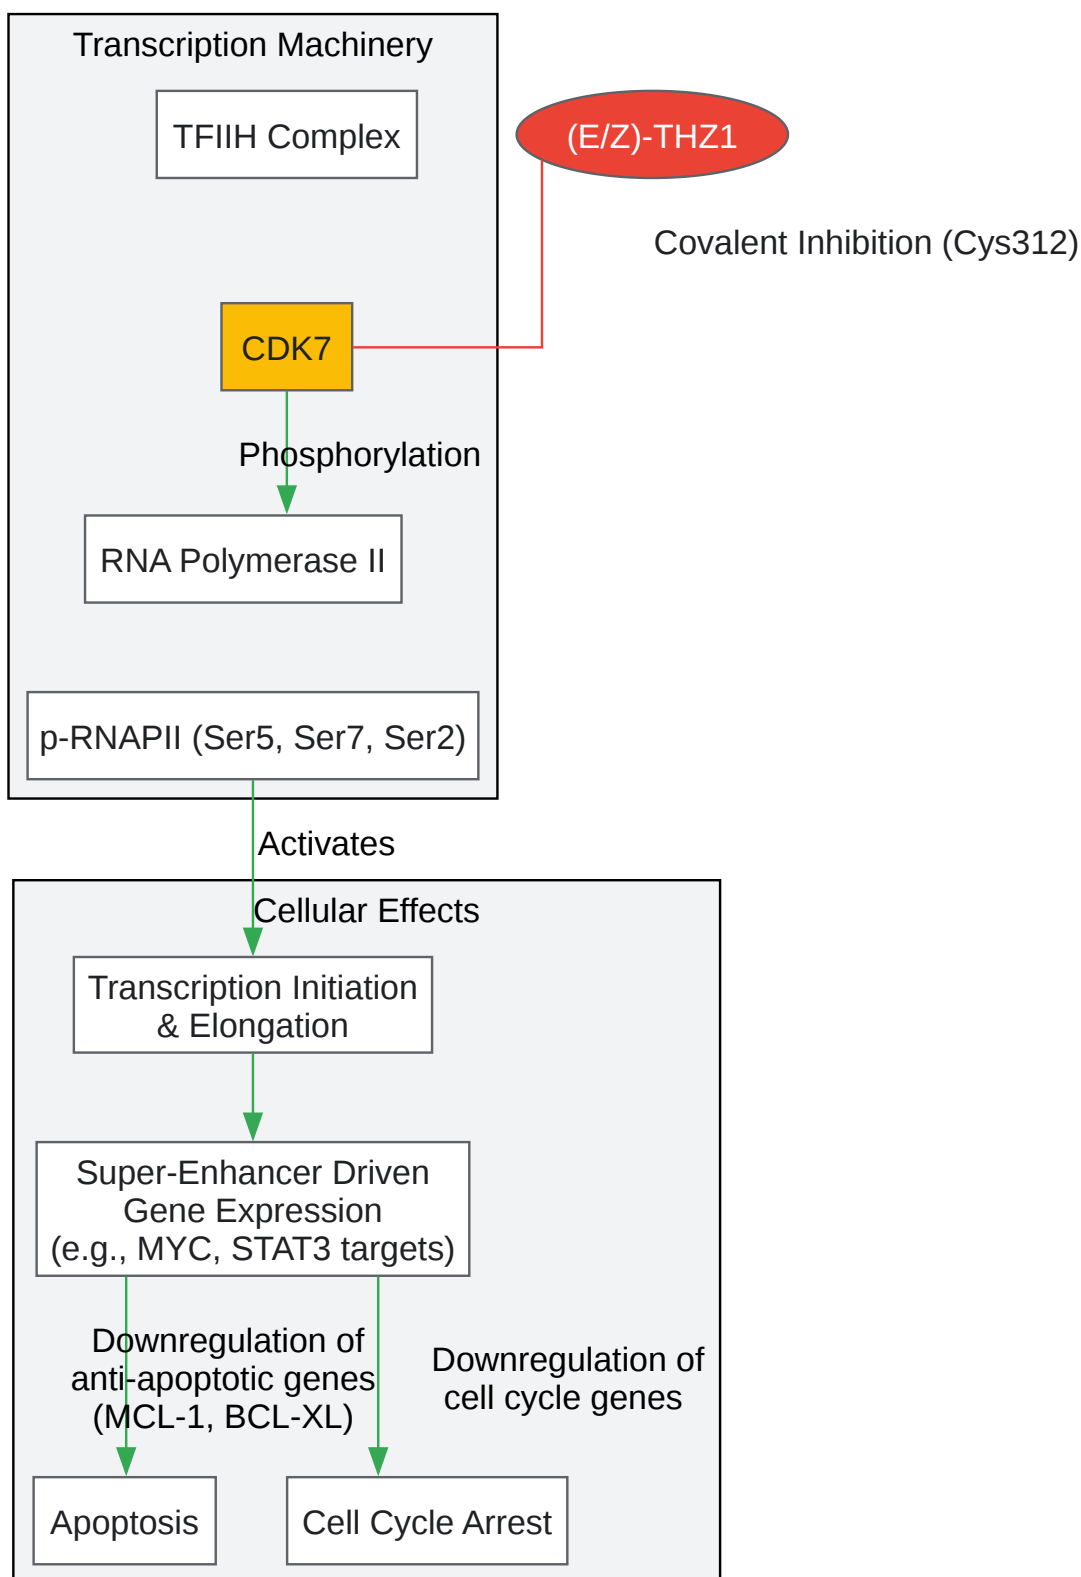 Transcription Machinery
TFIIH Complex
(E/Z)-THZ1
Covalent Inhibition (Cys312)
CDK7
Phosphorylation
RNA Polymerase II
p-RNAPII (Ser5, Ser7, Ser2)
Activates
Cellular Effects
Transcription Initiation
& Elongation
Super-Enhancer Driven
Gene Expression
(e.g., MYC, STAT3 targets)
Downregulation of
anti-apoptotic genes
(MCL-1, BCL-XL)
Downregulation of
cell cycle genes
Apoptosis
Cell Cycle Arrest